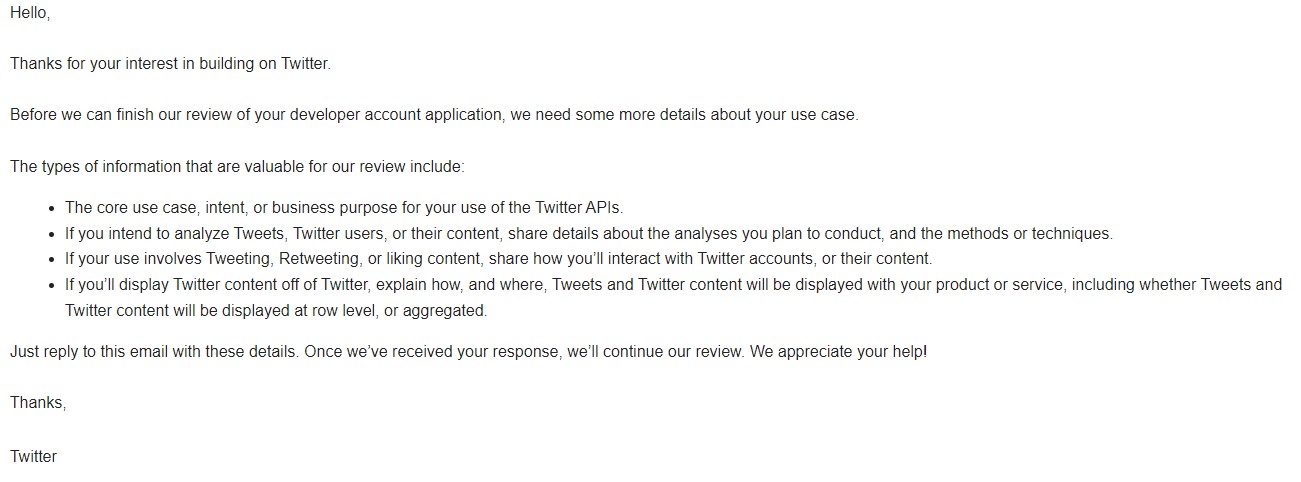 Hello,
Thanks for your interest in building on Twitter.
Before we can finish our review of your developer account application, we need some more details about your use case.
The types of information that are valuable for our review include:
• The core use case, intent, or business purpose for your use of the Twitter APIs.
• If you intend to analyze Tweets, Twitter users, or their content, share details about the analyses you plan to conduct, and the methods or techniques.
• If your use involves Tweeting, Retweeting, or liking content, share how you’ll interact with Twitter accounts, or their content.
• If you’ll display Twitter content off of Twitter, explain how, and where, Tweets and Twitter content will be displayed with your product or service, including whether Tweets and
Twitter content will be displayed at row level, or aggregated.
Just reply to this email with these details. Once we’ve received your response, we’ll continue our review. We appreciate your help!
Thanks,
Twitter